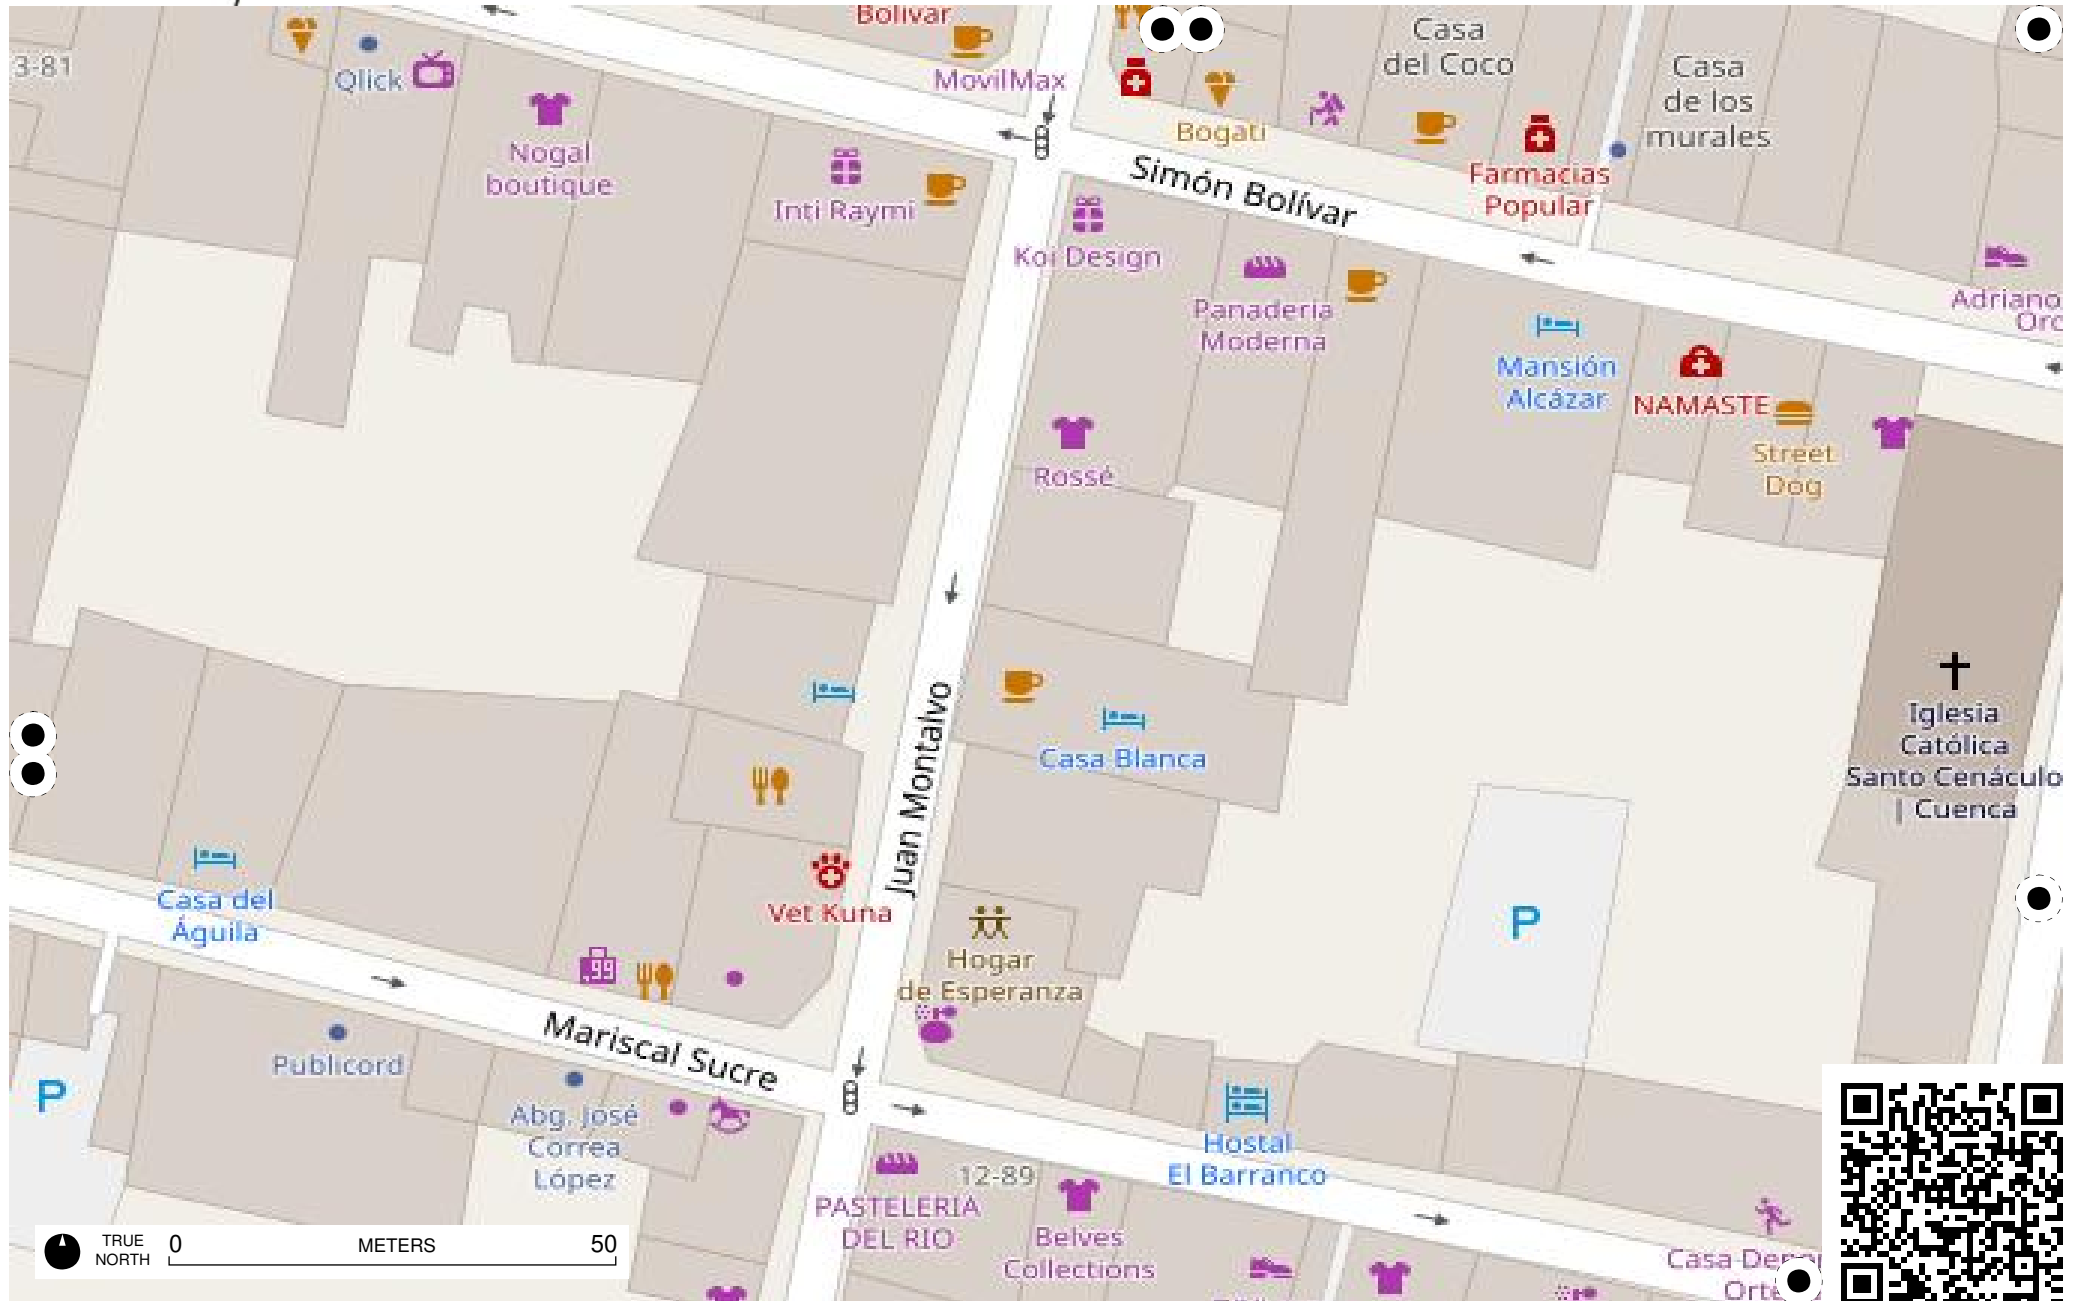 Bolívar
MovilMax
3-81
Qlick
Nogal
boutique
Inti Raymi
Casa
del Coco
Casa
de los
murales
Bogati
Farmacias
Popular
Simón Bolívar
Koi Design
Panaderia
Moderna
Adriano
Mansión
Alcázar
NAMASTE
Street
Dog
Rossé
Juan Montalvo
Casa Blanca
Iglesia
Católica
Santo Cenáculo
| Cuenca
P
Casa del
Águila
Vet Kuna
.99
Hogar
de Esperanza
Mariscal Sucre
Publicord
P
Abg. José
Correa
López
Hostal
El Barranco
12-89
PASTELERIA
DEL RIO
Belves
Collections
Casa
TRUE
NORTH
0
METERS
50